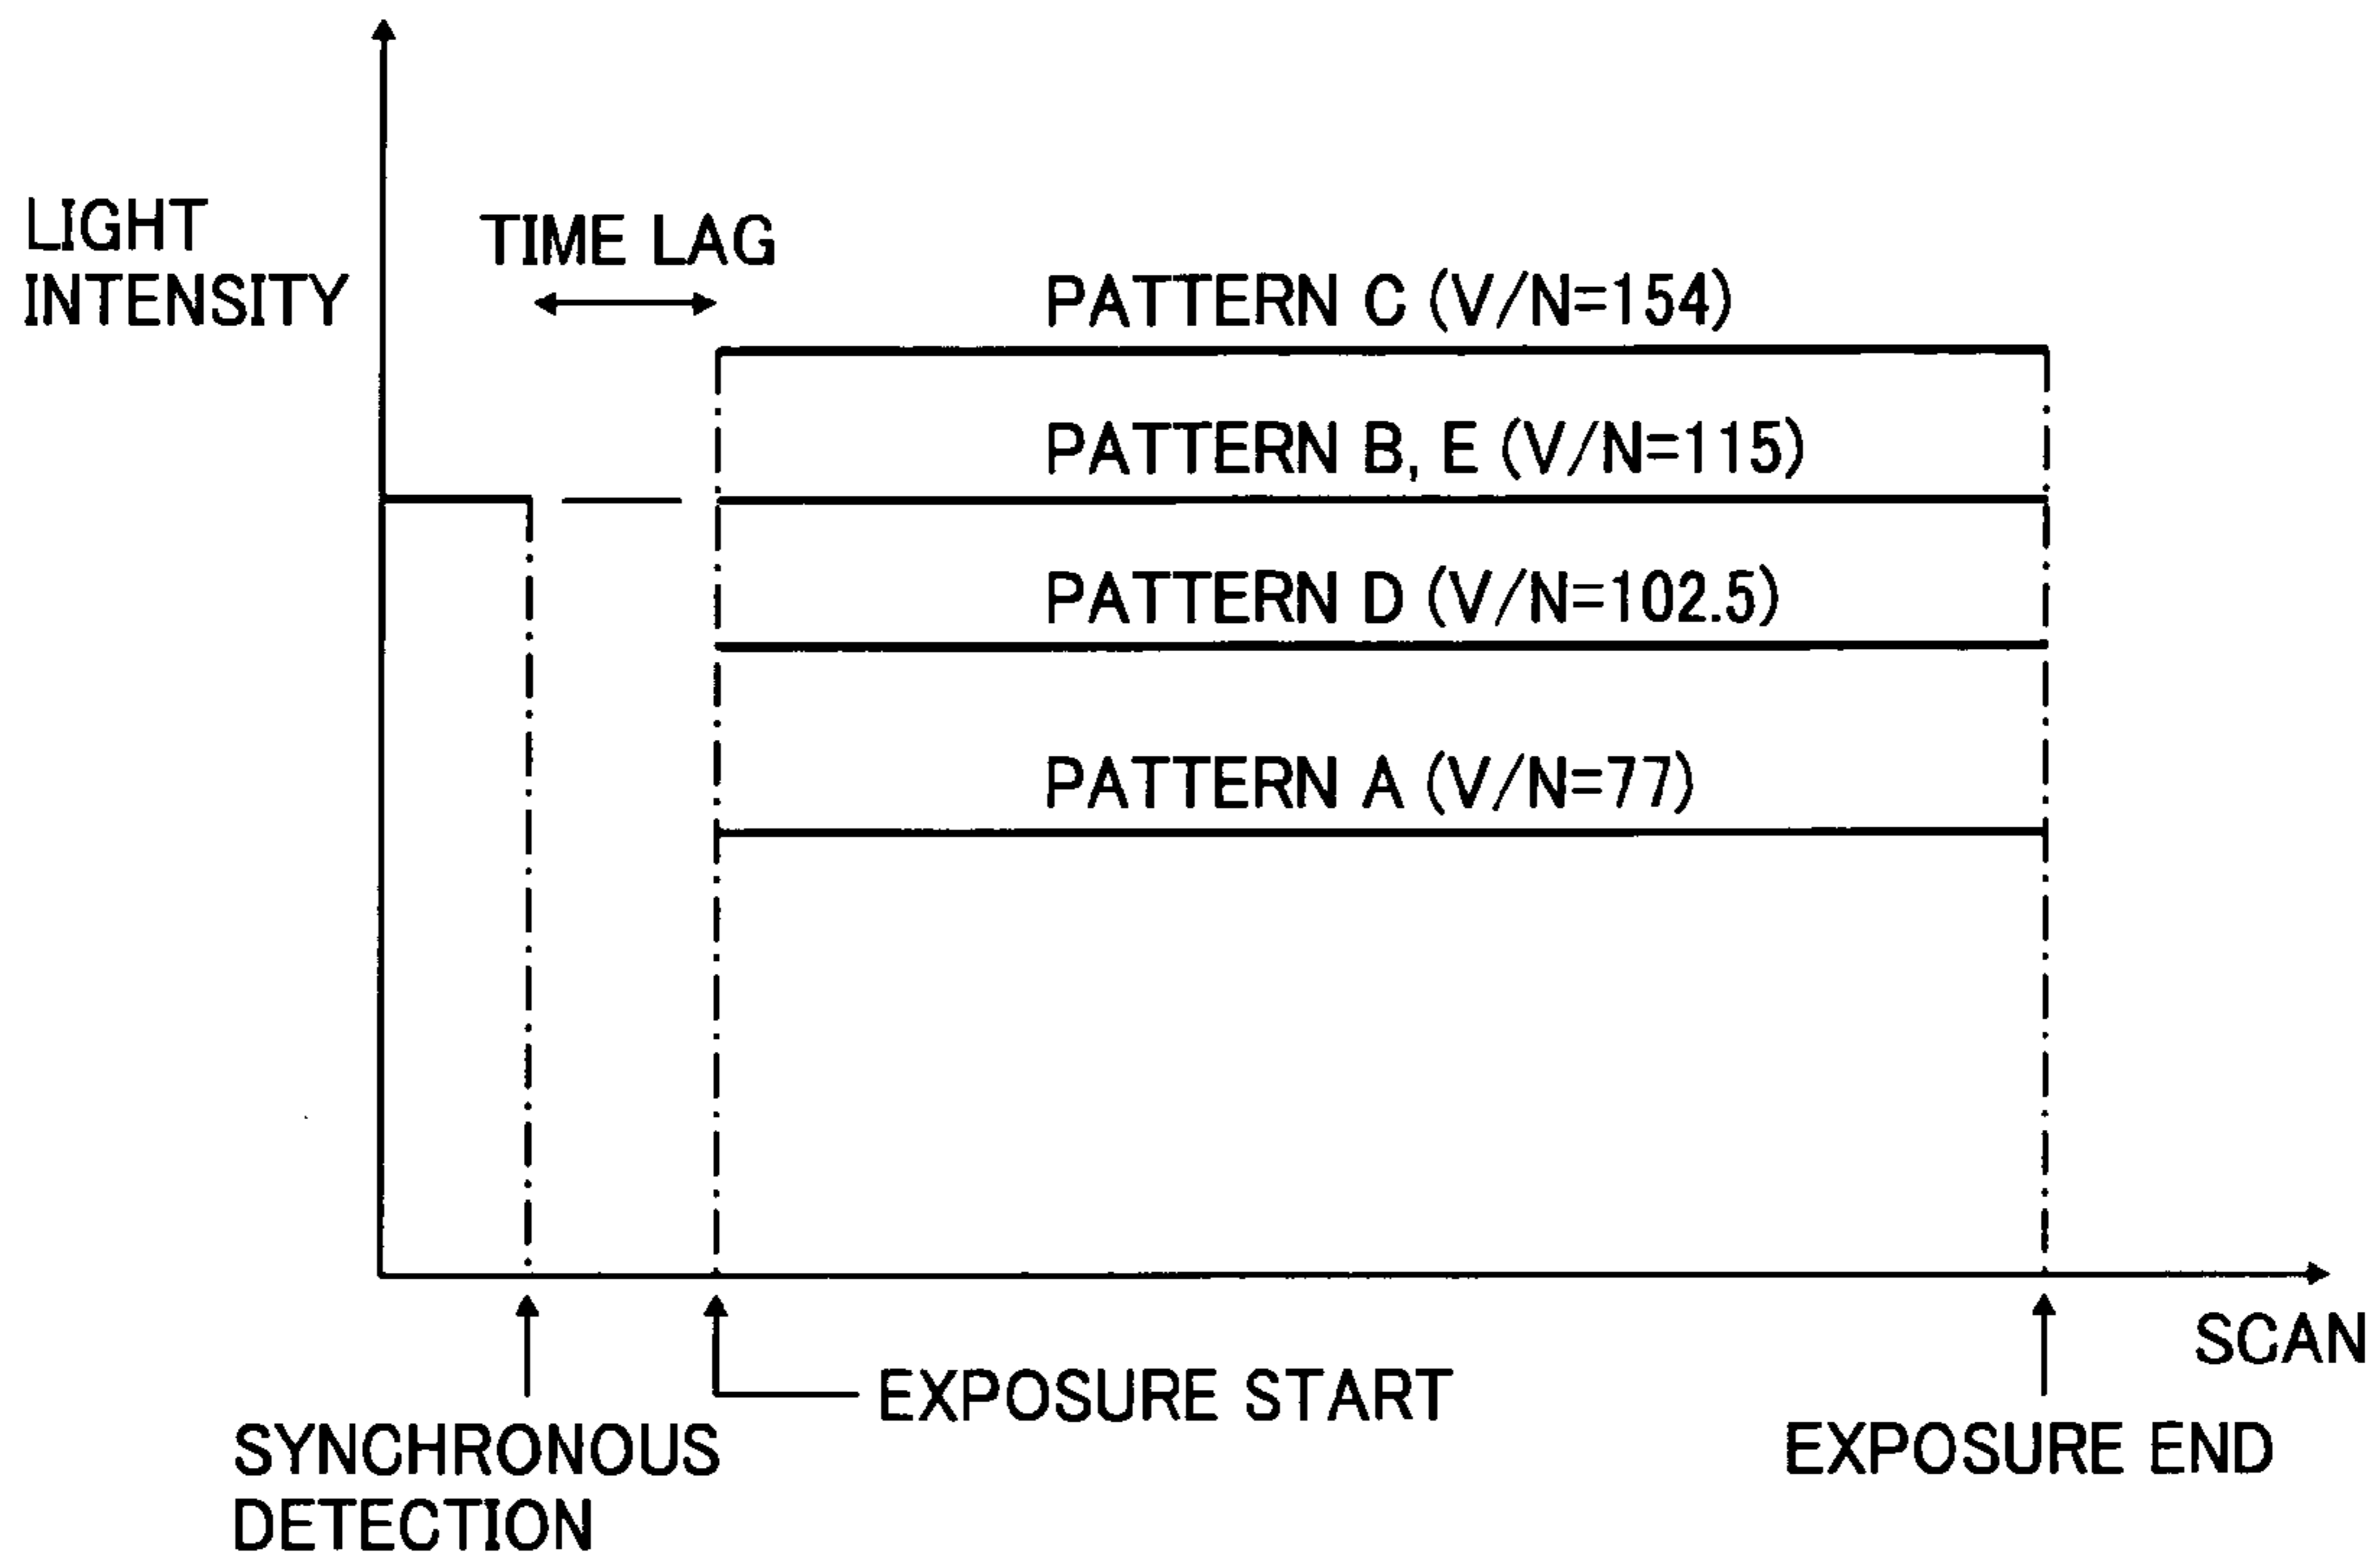 LIGHT
INTENSITY
TIME LAG
PATTERN C (V/N=154)
PATTERN B, E (V/N=115)
PATTERN D (V/N=102.5)
PATTERN A (V/N=77)
SCAN
EXPOSURE START
SYNCHRONOUS
DETECTION
EXPOSURE END